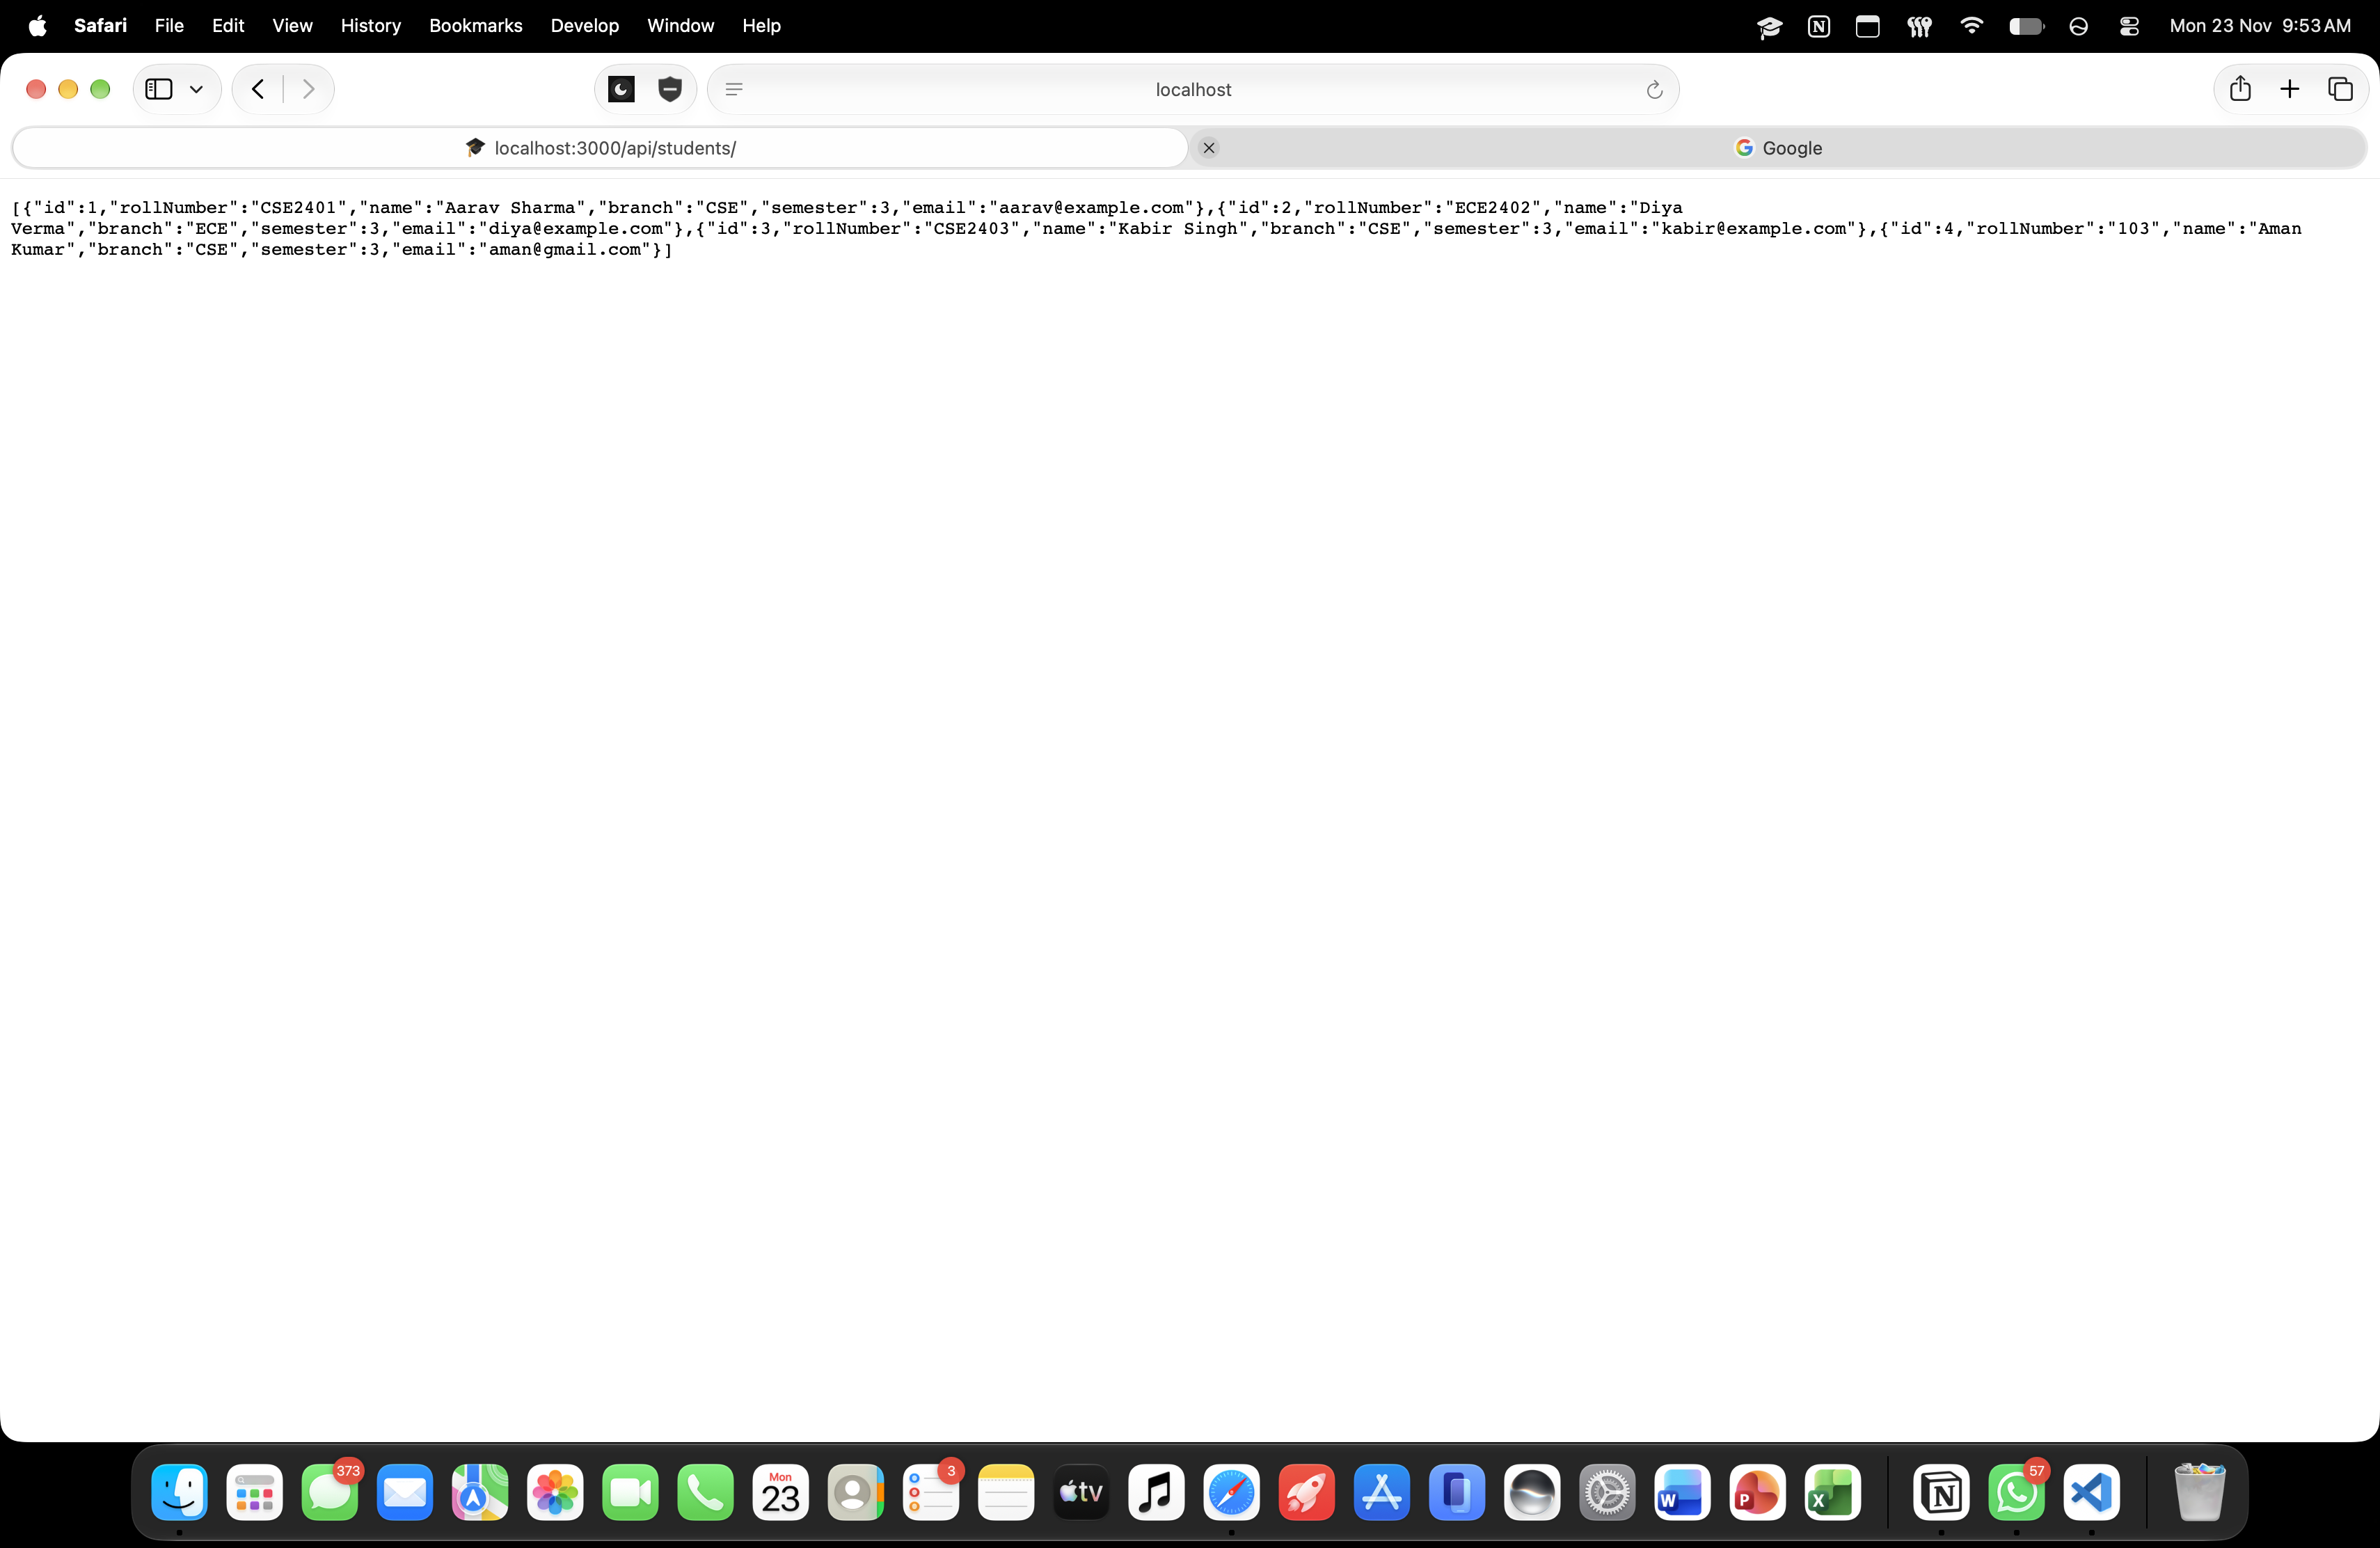 Safari File Edit View History Bookmarks Develop Window Help Mon 23 Nov 9:53 AM
localhost
localhost:3000/api/students/ Google
[{"id":1,"rollNumber":"CSE2401","name":"Aarav Sharma","branch":"CSE","semester":3,"email":"aarav@example.com"},{"id":2,"rollNumber":"ECE2402","name":"Diya
Verma","branch":"ECE","semester":3,"email":"diya@example.com"},{"id":3,"rollNumber":"CSE2403","name":"Kabir Singh","branch":"CSE","semester":3,"email":"kabir@example.com"},{"id":4,"rollNumber":"103","name":"Aman
Kumar","branch":"CSE","semester":3,"email":"aman@gmail.com"}]
373 Mon 3 57
23 tv W P X N